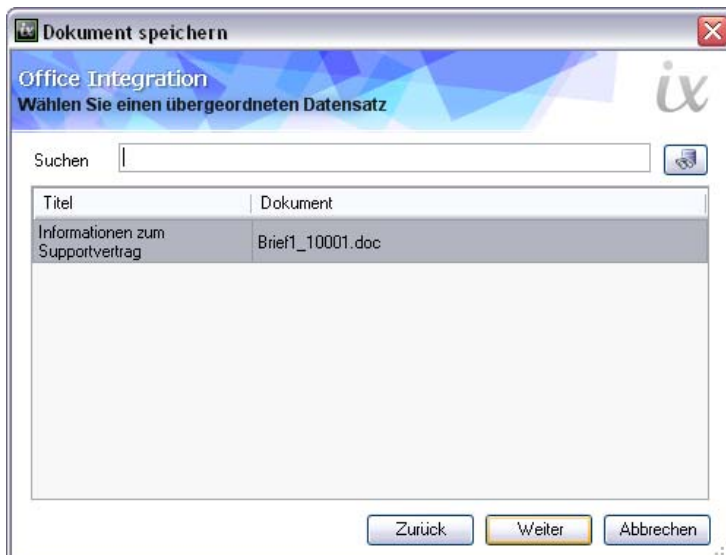 ix Dokument speichern
Office Integration
ix
Wählen Sie einen übergeordneten Datensatz
Suchen
Titel Dokument
Informationen zum
Supportvertrag
Brief1_10001.doc
Zurück Weiter Abbrechen